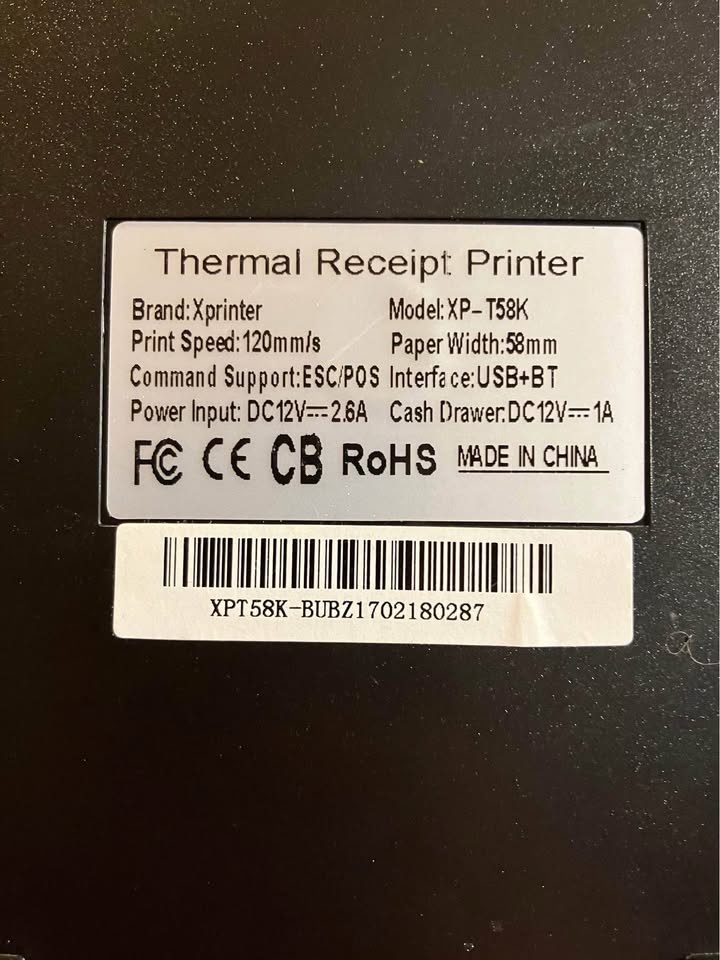 Thermal Receipt Printer
Brand:Xprinter Model:XP-T58K
Print Speed:120mm/s Paper Width:58mm
Command Support:ESC/POS Interface:USB+BT
Power Input: DC12V⎓2.6A Cash Drawer:DC12V⎓1A
FC CE CB RoHS MADE IN CHINA
XPT58K-BUBZ1702180287